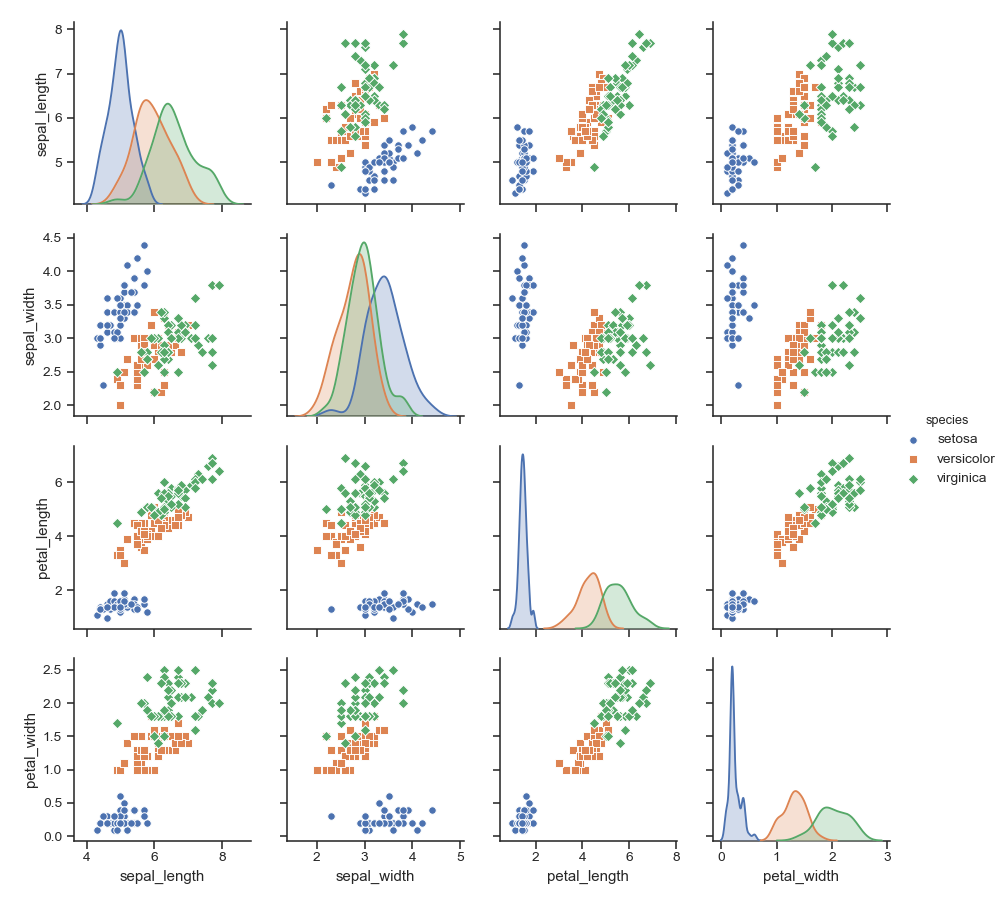 8
7
6
5
sepal_length
4.5
4.0
3.5
3.0
2.5
2.0
sepal_width
species
setosa
versicolor
virginica
6
4
2
petal_length
2.5
2.0
1.5
1.0
0.5
0.0
petal_width
4 6 8
sepal_length
2 3 4 5
sepal_width
2 4 6 8
petal_length
0 1 2 3
petal_width